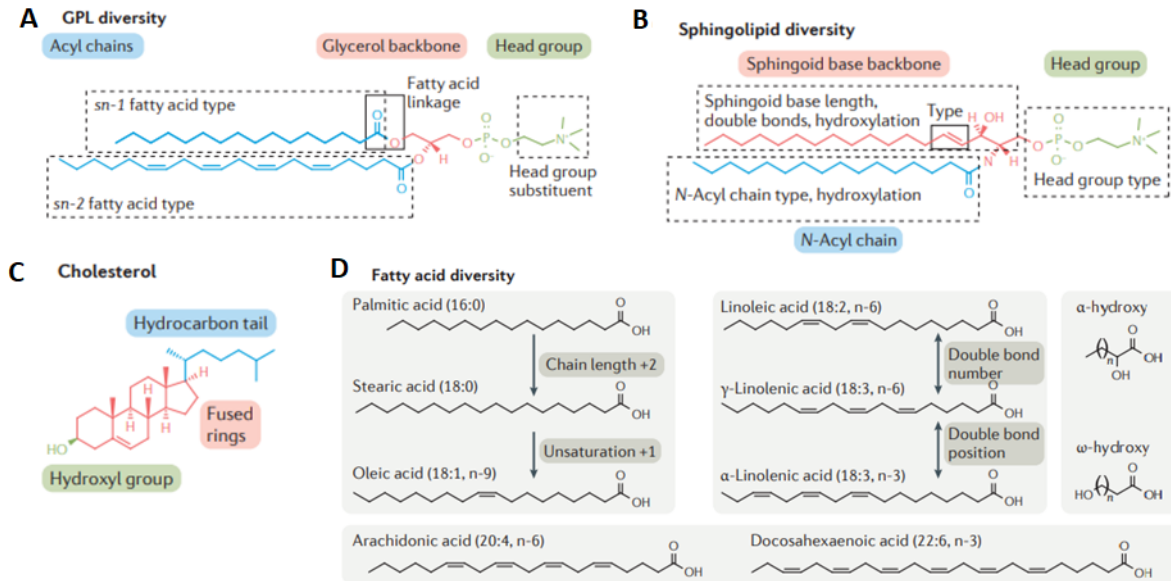 A
GPL diversity
Acyl chains
Glycerol backbone
Head group
sn-1 fatty acid type
Fatty acid
linkage
O
O
O
H
O
O
O
P
O
O⁻
N⁺
Head group
substituent
sn-2 fatty acid type
B
Sphingolipid diversity
Sphingoid base backbone
Head group
Sphingoid base length,
double bonds, hydroxylation
Type
H
OH
O
O
P
O
O⁻
N⁺
N
H
H
O
N-Acyl chain type, hydroxylation
Head group type
N-Acyl chain
C
Cholesterol
Hydrocarbon tail
H
H
H
H
HO
Fused
rings
Hydroxyl group
D
Fatty acid diversity
Palmitic acid (16:0)
O
OH
Chain length +2
Stearic acid (18:0)
O
OH
Unsaturation +1
Oleic acid (18:1, n-9)
O
OH
Linoleic acid (18:2, n-6)
O
OH
Double bond
number
γ-Linolenic acid (18:3, n-6)
O
OH
Double bond
position
α-Linolenic acid (18:3, n-3)
O
OH
α-hydroxy
O
n
OH
OH
ω-hydroxy
O
HO
n
OH
Arachidonic acid (20:4, n-6)
O
OH
Docosahexaenoic acid (22:6, n-3)
O
OH